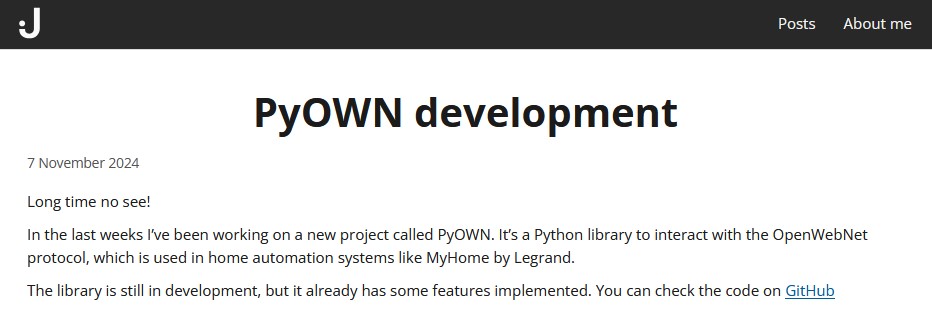 Posts About me
PyOWN development
7 November 2024
Long time no see!
In the last weeks I’ve been working on a new project called PyOWN. It’s a Python library to interact with the OpenWebNet
protocol, which is used in home automation systems like MyHome by Legrand.
The library is still in development, but it already has some features implemented. You can check the code on GitHub